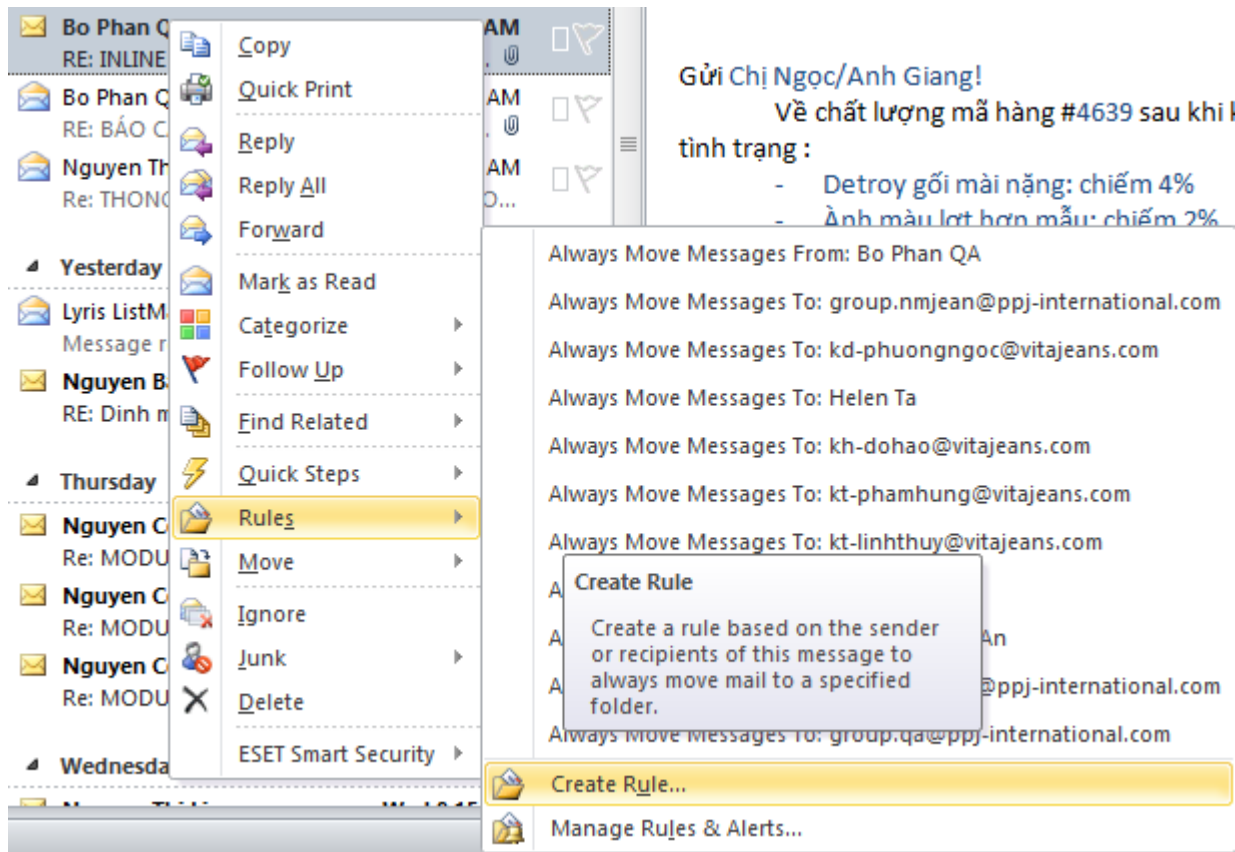 Bo Phan Q
AM
RE: INLINE
Bo Phan Q
AM
RE: BÁO C
Nguyen Th
AM
Re: THONG
O...
Yesterday
Lyris ListM
Message r
Nguyen B
RE: Dinh m
Thursday
Nguyen C
Re: MODU
Nguyen C
Re: MODU
Nguyen C
Re: MODU
Wednesda
Copy
Quick Print
Reply
Reply All
Forward
Mark as Read
Categorize
Follow Up
Find Related
Quick Steps
Rules
Move
Ignore
Junk
Delete
ESET Smart Security
Gửi Chị Ngọc/Anh Giang!
Về chất lượng mã hàng #4639 sau khi
tình trạng :
- Detroy gối mài nặng: chiếm 4%
- Ành màu lợt hơn mẫu: chiếm 2%
Always Move Messages From: Bo Phan QA
Always Move Messages To: group.nmjean@ppj-international.com
Always Move Messages To: kd-phuongngoc@vitajeans.com
Always Move Messages To: Helen Ta
Always Move Messages To: kh-dohao@vitajeans.com
Always Move Messages To: kt-phamhung@vitajeans.com
Always Move Messages To: kt-linhthuy@vitajeans.com
A
A An
A @ppj-international.com
Always Move Messages To: group.qa@ppj-international.com
Create Rule
Create a rule based on the sender
or recipients of this message to
always move mail to a specified
folder.
Create Rule...
Manage Rules & Alerts...